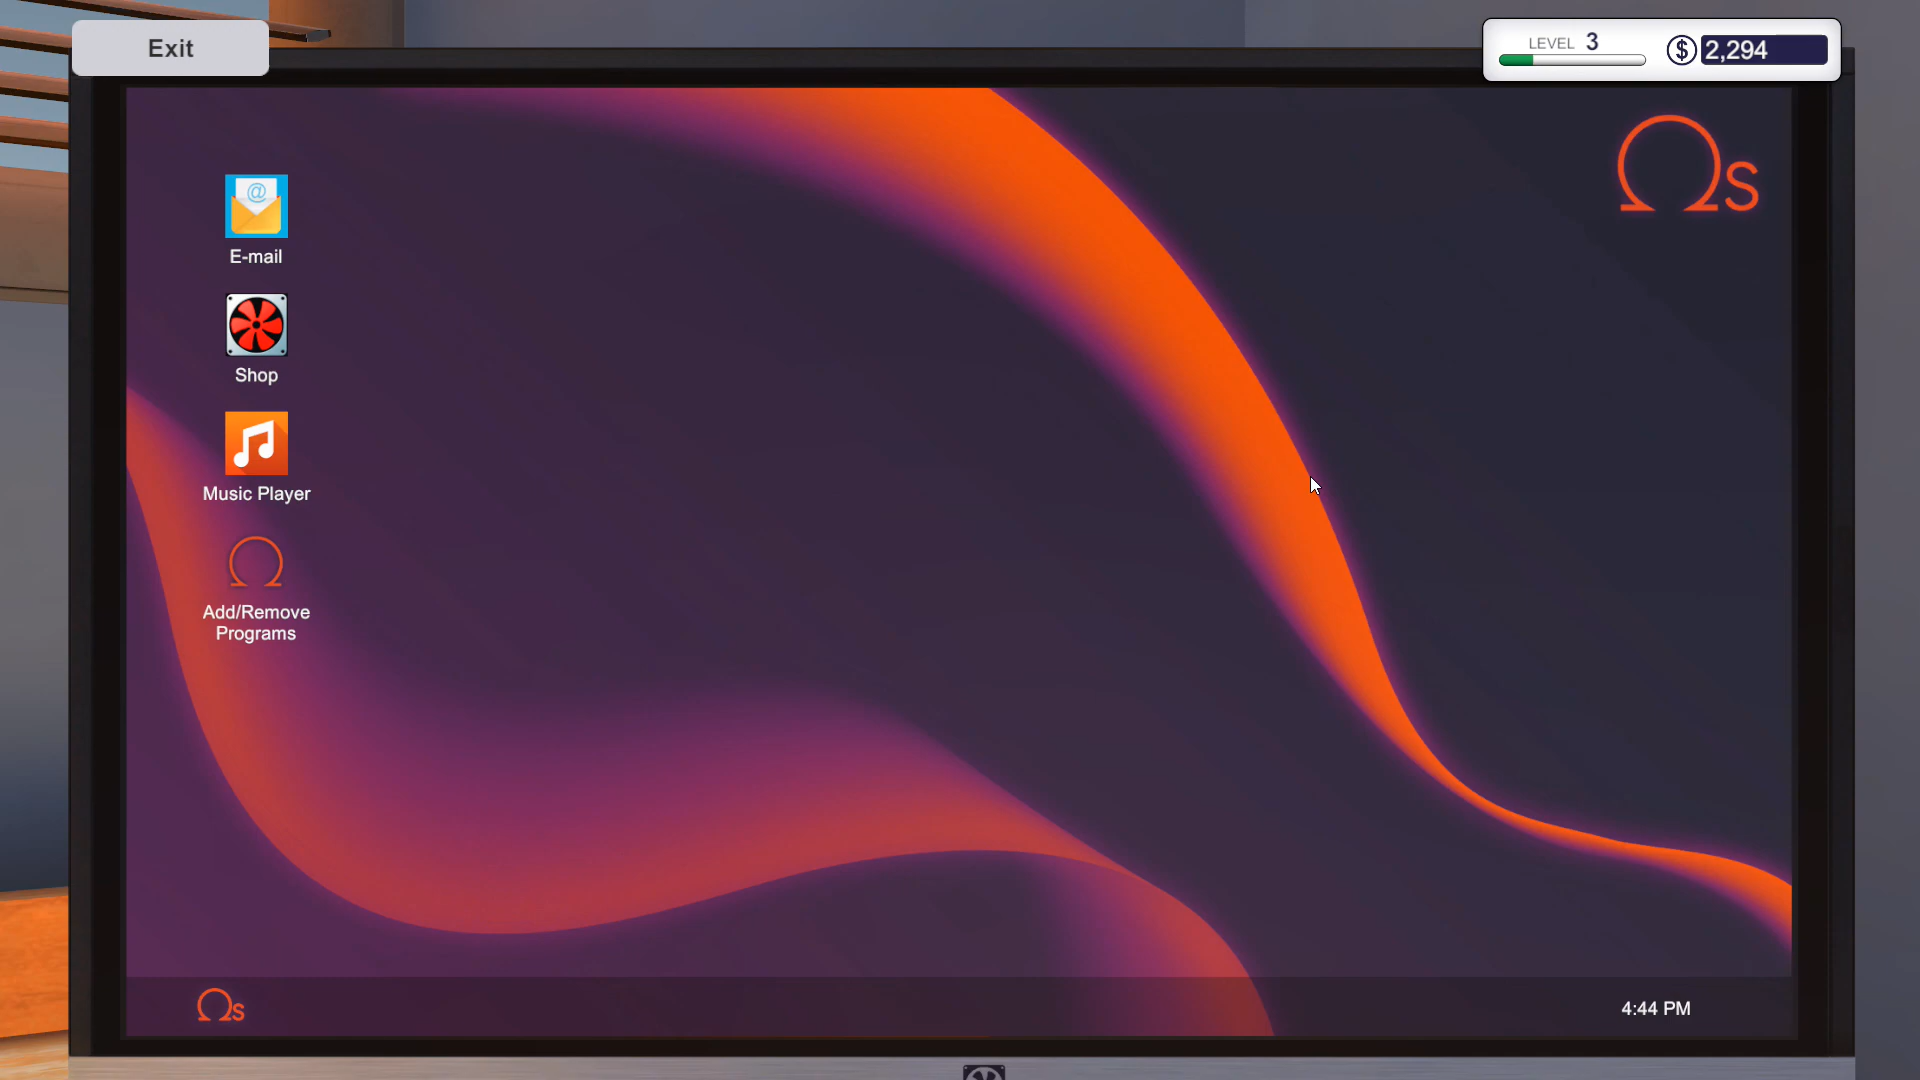 Exit
LEVEL 3
$ 2,294
Ωs
E-mail
Shop
Music Player
Add/Remove
Programs
Ωs
4:44 PM